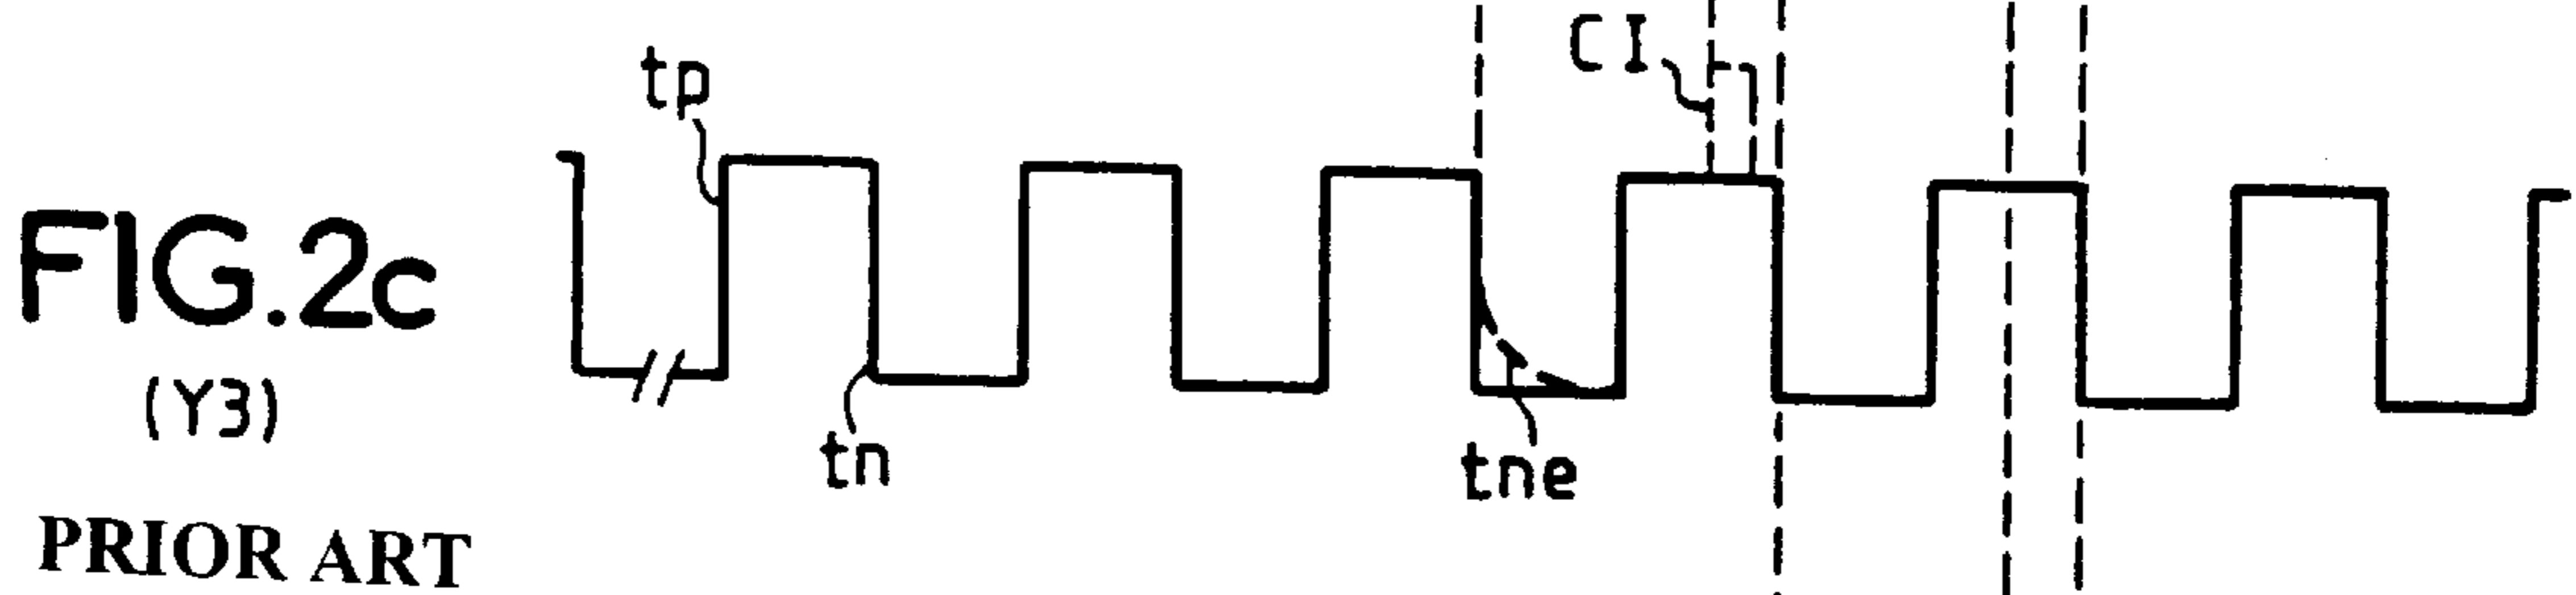 tp
CI
FIG.2c
(Y3)
tn
tne
PRIOR ART